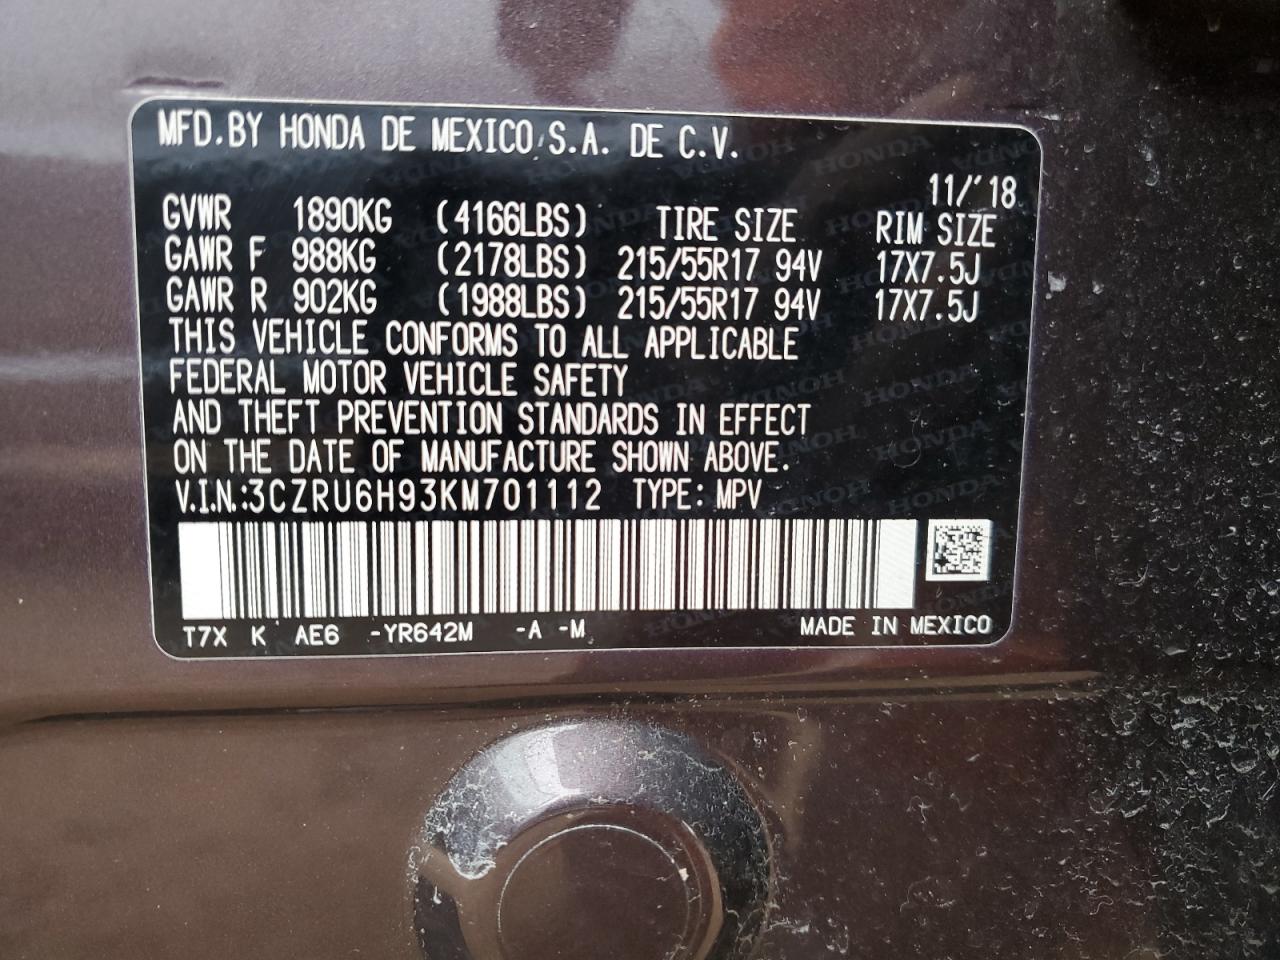 MFD.BY HONDA DE MEXICO, S.A. DE C.V.
11/'18
GVWR 1890KG (4166LBS) TIRE SIZE RIM SIZE
GAWR F 988KG (2178LBS) 215/55R17 94V 17X7.5J
GAWR R 902KG (1988LBS) 215/55R17 94V 17X7.5J
THIS VEHICLE CONFORMS TO ALL APPLICABLE
FEDERAL MOTOR VEHICLE SAFETY
AND THEFT PREVENTION STANDARDS IN EFFECT
ON THE DATE OF MANUFACTURE SHOWN ABOVE.
V.I.N.:3CZRU6H93KM701112 TYPE: MPV
T7X K AE6 -YR642M -A -M MADE IN MEXICO